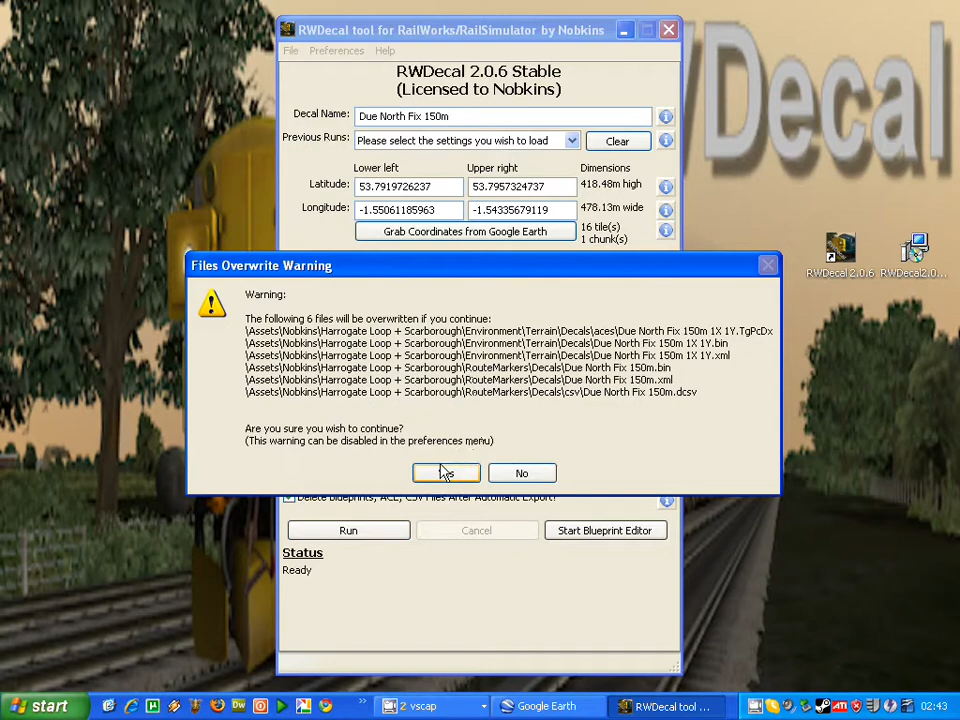 RWDecal tool for RailWorks/RailSimulator by Nobkins
File Preferences Help
RWDecal 2.0.6 Stable
(Licensed to Nobkins)
Decal Name: Due North Fix 150m
Previous Runs: Please select the settings you wish to load Clear
Lower left Upper right Dimensions
Latitude: 53.7919726237 53.7957324737 418.48m high
Longitude: -1.55061185963 -1.54335679119 478.13m wide
Grab Coordinates from Google Earth 16 tile(s)
1 chunk(s)
RWDecal
RWDecal 2.0.6 RWDecal2.0...
Files Overwrite Warning
Warning:
The following 6 files will be overwritten if you continue:
\Assets\Nobkins\Harrogate Loop + Scarborough\Environment\Terrain\Decals\aces\Due North Fix 150m 1X 1Y.TgPcDx
\Assets\Nobkins\Harrogate Loop + Scarborough\Environment\Terrain\Decals\Due North Fix 150m 1X 1Y.bin
\Assets\Nobkins\Harrogate Loop + Scarborough\Environment\Terrain\Decals\Due North Fix 150m 1X 1Y.xml
\Assets\Nobkins\Harrogate Loop + Scarborough\RouteMarkers\Decals\Due North Fix 150m.bin
\Assets\Nobkins\Harrogate Loop + Scarborough\RouteMarkers\Decals\Due North Fix 150m.xml
\Assets\Nobkins\Harrogate Loop + Scarborough\RouteMarkers\Decals\csv\Due North Fix 150m.dcsv
Are you sure you wish to continue?
(This warning can be disabled in the preferences menu)
Yes No
Delete Blueprints, ACE, CSV Files After Automatic Export?
Run Cancel Start Blueprint Editor
Status
Ready
start 2 vscap Google Earth RWDecal tool ... 02:43